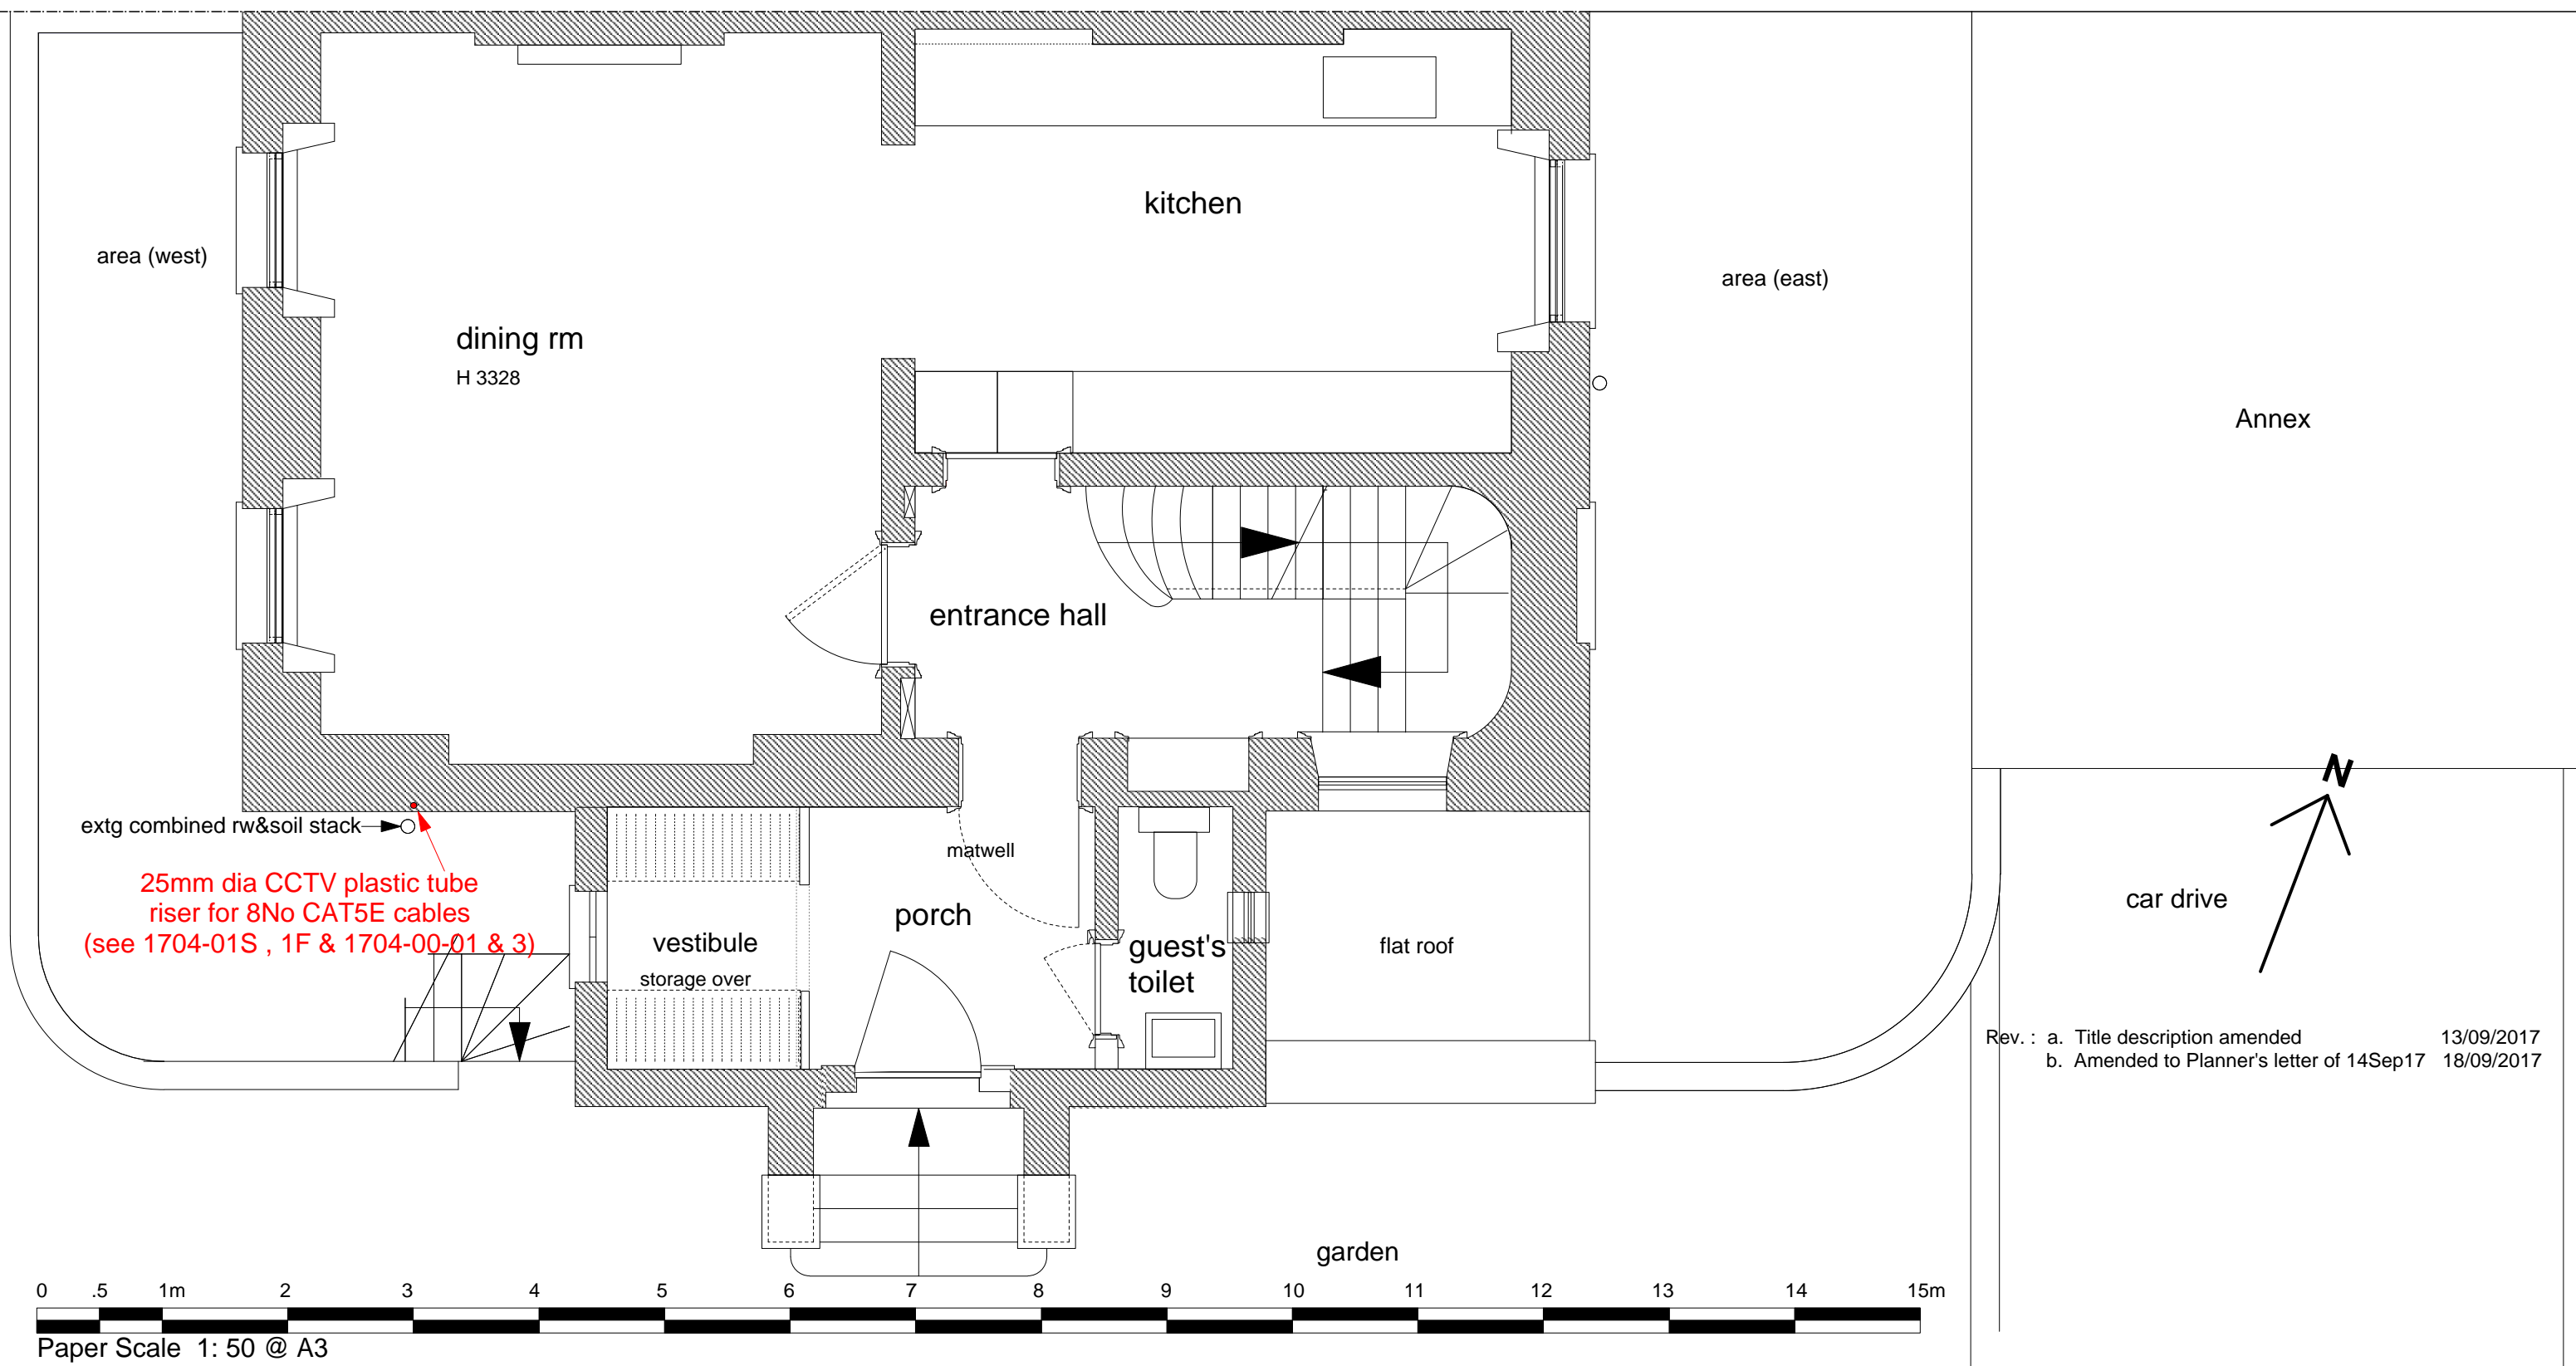 kitchen
area (west)
area (east)
dining rm
H 3328
Annex
entrance hall
N
extg combined rw&soil stack
matwell
25mm dia CCTV plastic tube
riser for 8No CAT5E cables
(see 1704-01S , 1F & 1704-00-01 & 3)
porch
car drive
vestibule
storage over
guest's
toilet
flat roof
Rev. : a. Title description amended 13/09/2017
b. Amended to Planner's letter of 14Sep17 18/09/2017
garden
0 .5 1m 2 3 4 5 6 7 8 9 10 11 12 13 14 15m
Paper Scale 1: 50 @ A3